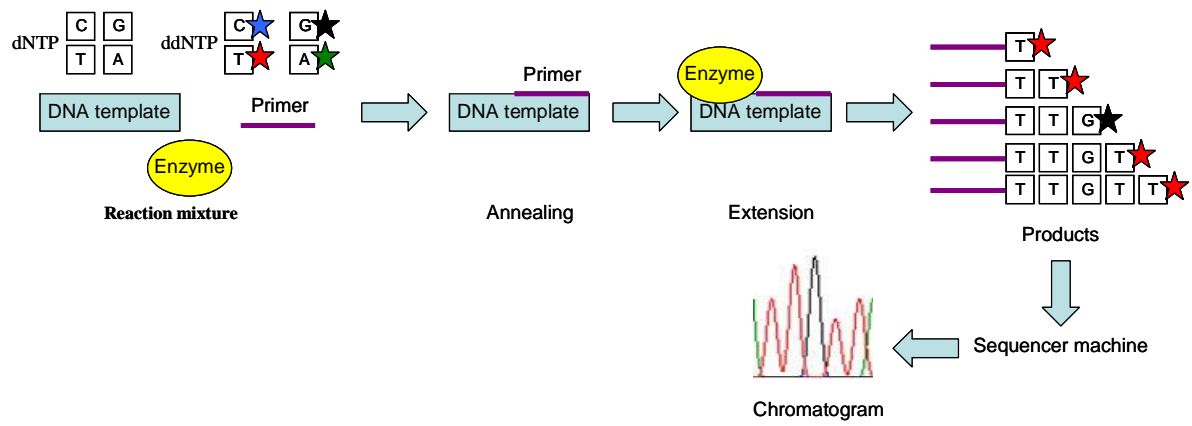 C G
dNTP
T A
C G
ddNTP
T A
DNA template
Primer
Enzyme
Reaction mixture
Primer
DNA template
Annealing
Enzyme
DNA template
Extension
T
T T
T T G
T T G T
T T G T T
Products
Sequencer machine
Chromatogram